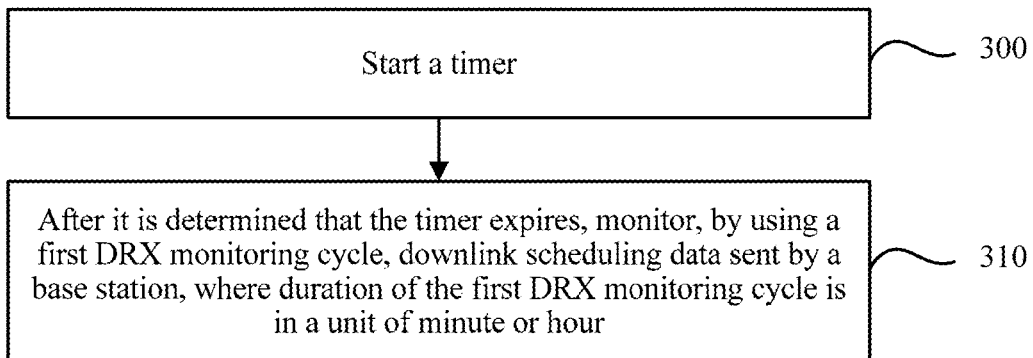 Start a timer
300
After it is determined that the timer expires, monitor, by using a
first DRX monitoring cycle, downlink scheduling data sent by a
base station, where duration of the first DRX monitoring cycle is
in a unit of minute or hour
310